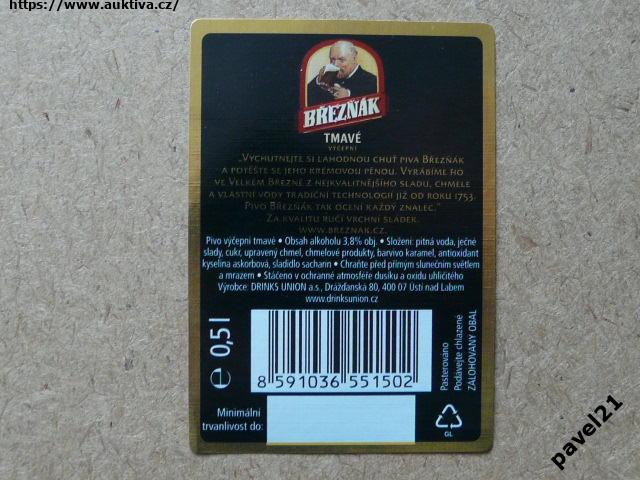 https://www.auktiva.cz/
BŘEZŇÁK
TMAVÉ
VÝČEPNÍ
„Vychutnejte si lahodnou chuť piva Březňák
a potěšte se jeho krémovou pěnou. Vyrábíme ho
ve Velkém Březně z nejkvalitnějšího sladu, chmele
a vlastní vody tradiční technologií již od roku 1753.
Pivo Březňák tak ocení každý znalec."
Za kvalitu ručí vrchní sládek.
www.breznak.cz.
Pivo výčepní tmavé • Obsah alkoholu 3,8% obj. • Složení: pitná voda, ječné
slady, cukr, upravený chmel, chmelové produkty, barvivo karamel, antioxidant
kyselina askorbová, sladidlo sacharin • Chraňte před přímým slunečním světlem
a mrazem • Stáčeno v ochranné atmosféře dusíku a oxidu uhličitého
Výrobce: DRINKS UNION a.s., Drážďanská 80, 400 07 Ústí nad Labem
www.drinksunion.cz
℮ 0,5 l
8 591036 551502
Pasterováno
Podávejte chlazené
ZÁLOHOVANÝ OBAL
Minimální
trvanlivost do:
GL
pavel21